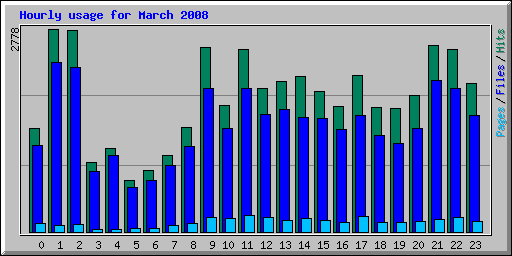 Hourly usage for March 2008
2778
Pages/Files/Hits
0 1 2 3 4 5 6 7 8 9 10 11 12 13 14 15 16 17 18 19 20 21 22 23